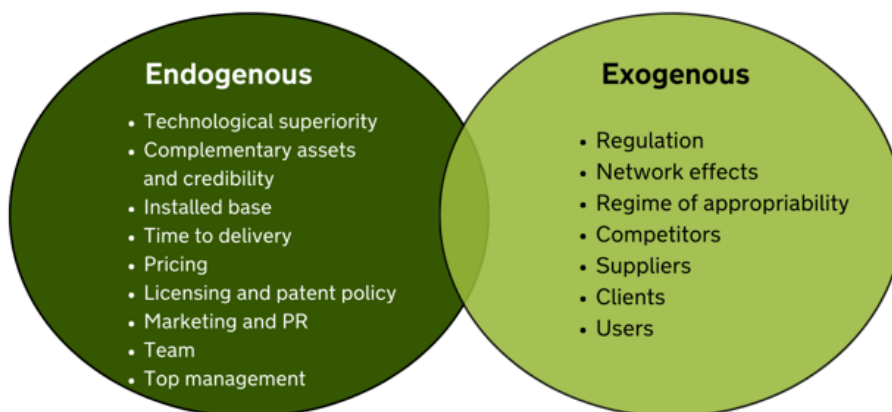 Endogenous
• Technological superiority
• Complementary assets
and credibility
• Installed base
• Time to delivery
• Pricing
• Licensing and patent policy
• Marketing and PR
• Team
• Top management
Exogenous
• Regulation
• Network effects
• Regime of appropriability
• Competitors
• Suppliers
• Clients
• Users